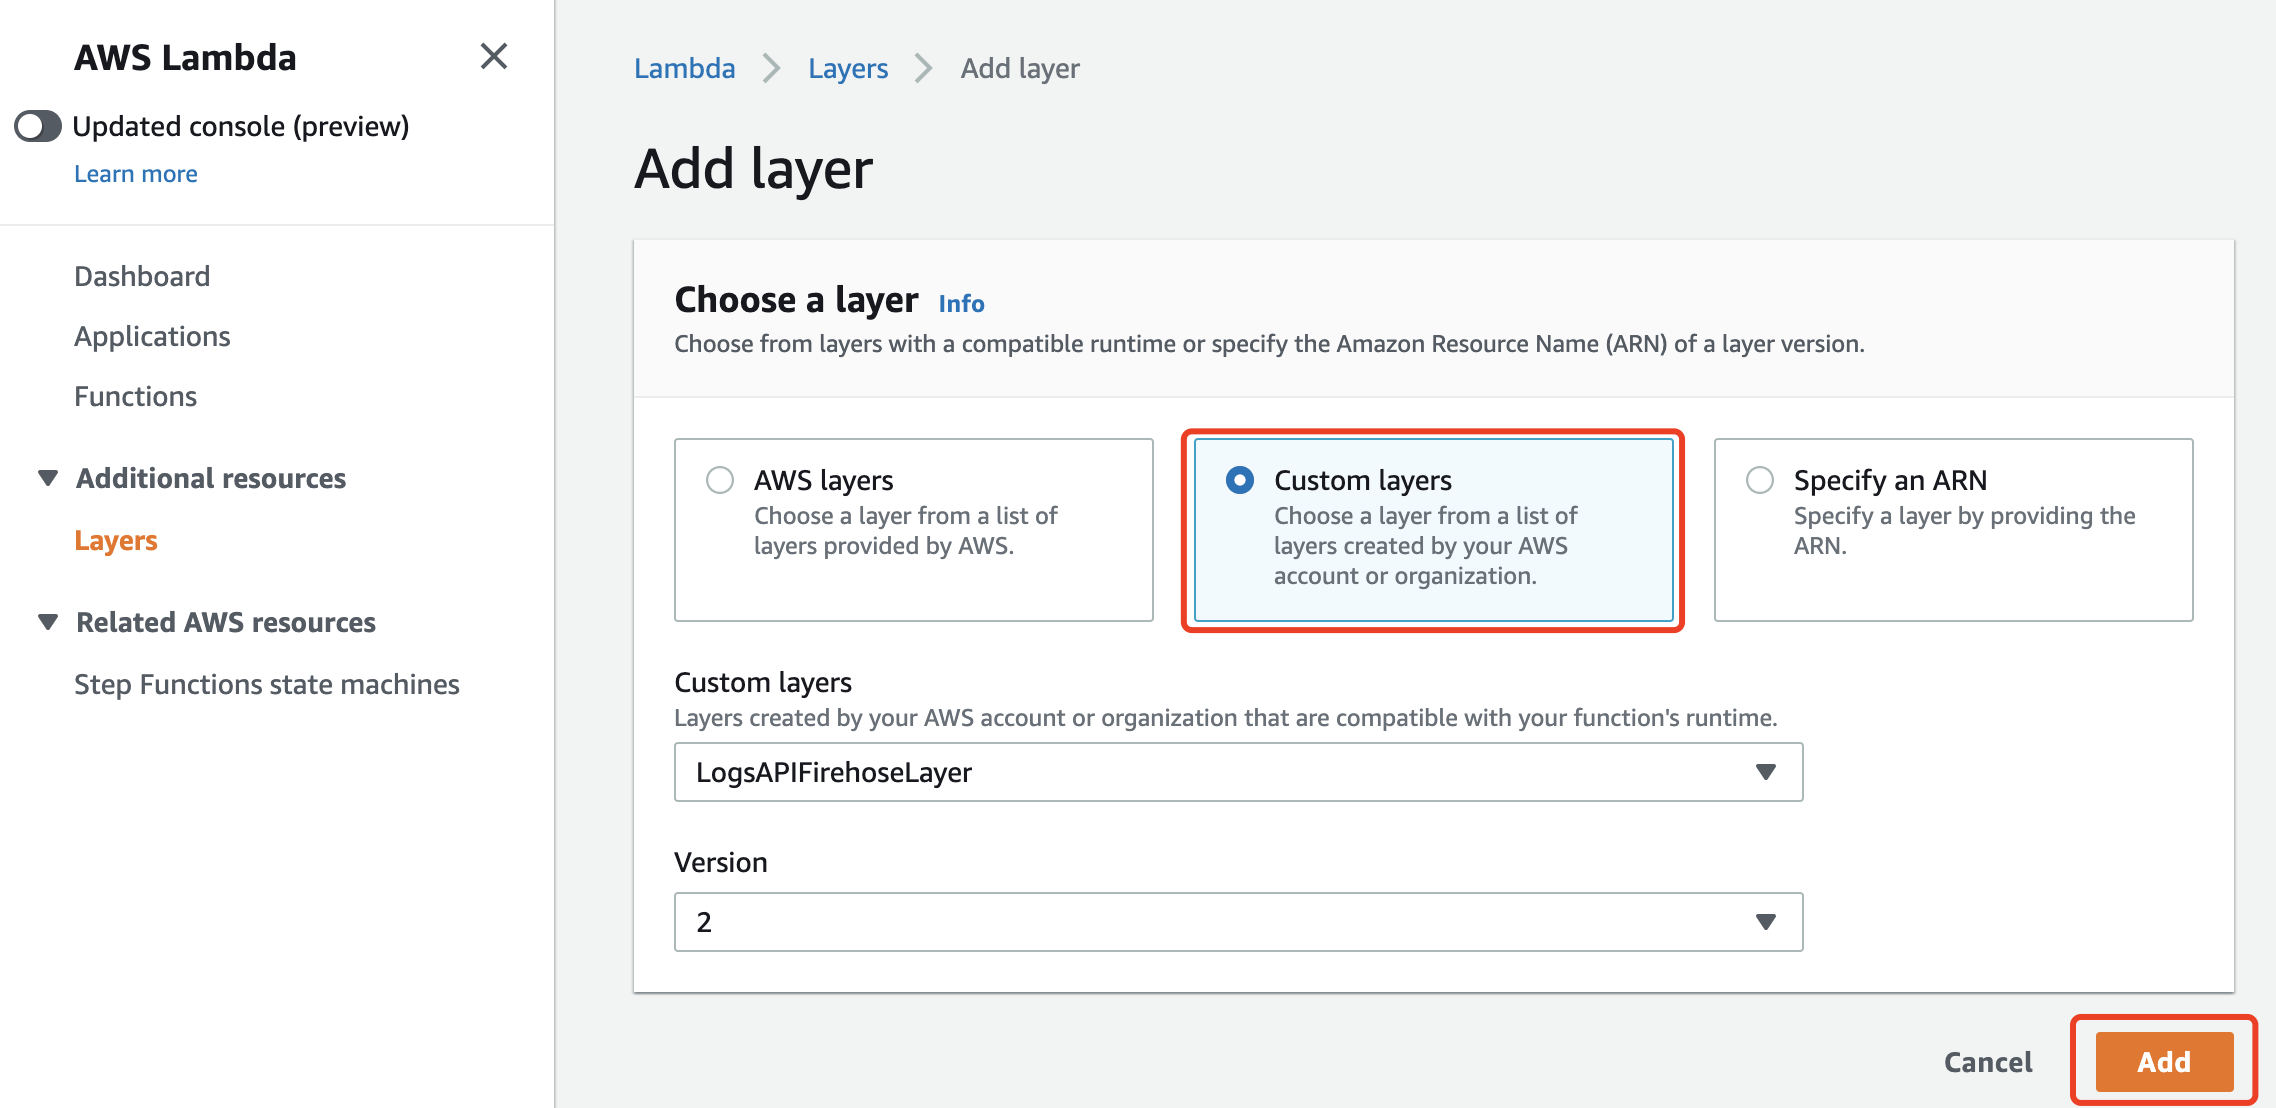 AWS Lambda
Updated console (preview)
Learn more
Dashboard
Applications
Functions
Additional resources
Layers
Related AWS resources
Step Functions state machines
Lambda > Layers > Add layer
Add layer
Choose a layer Info
Choose from layers with a compatible runtime or specify the Amazon Resource Name (ARN) of a layer version.
AWS layers
Choose a layer from a list of
layers provided by AWS.
Custom layers
Choose a layer from a list of
layers created by your AWS
account or organization.
Specify an ARN
Specify a layer by providing the
ARN.
Custom layers
Layers created by your AWS account or organization that are compatible with your function's runtime.
LogsAPIFirehoseLayer
Version
2
Cancel
Add